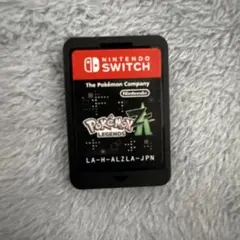 NINTENDO
SWITCH
The Pokémon Company
Nintendo
POKéMON
LEGENDS
Z-A
LA-H-ALZLA-JPN